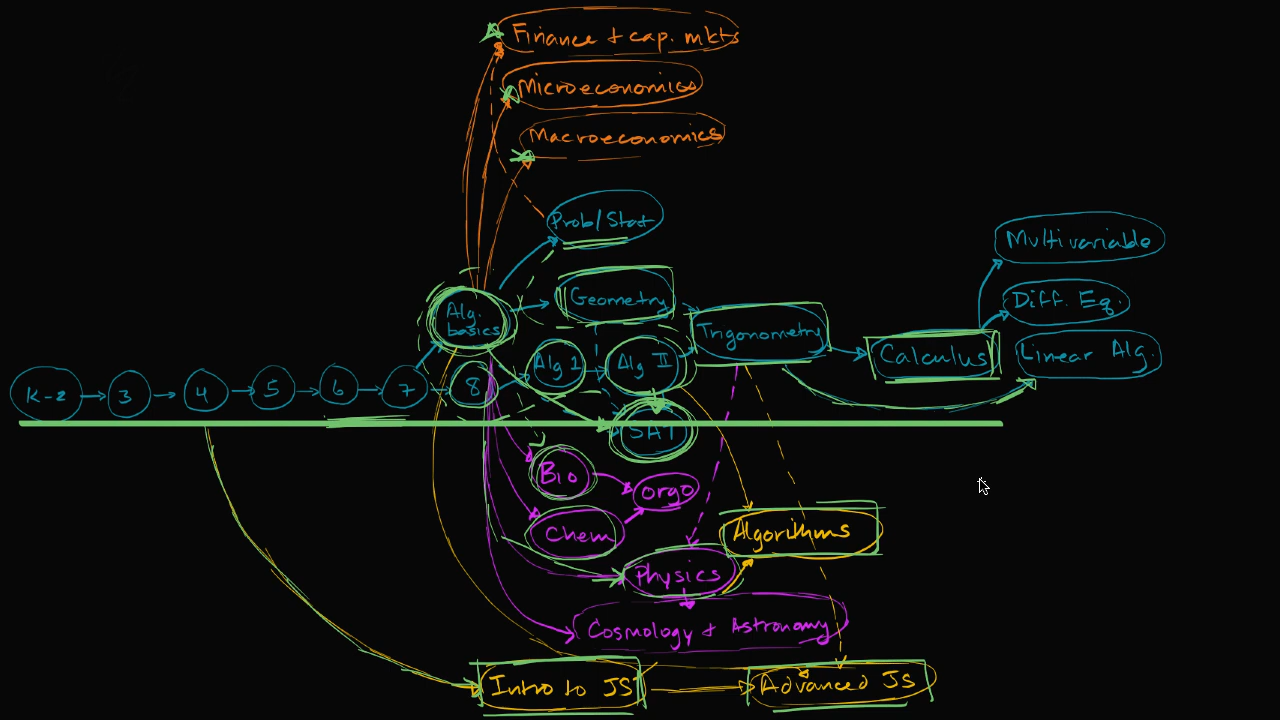 Finance + cap. mkts
Microeconomics
Macroeconomics
Prob/Stat
Multivariable
Geometry
Diff. Eq.
Alg.
basics
Trigonometry
Calculus
Linear Alg.
Alg 1
Alg II
K-2
3
4
5
6
7
8
SAT
Bio
orgo
Chem
Algorithms
Physics
Cosmology + Astronomy
Intro to JS
Advanced JS